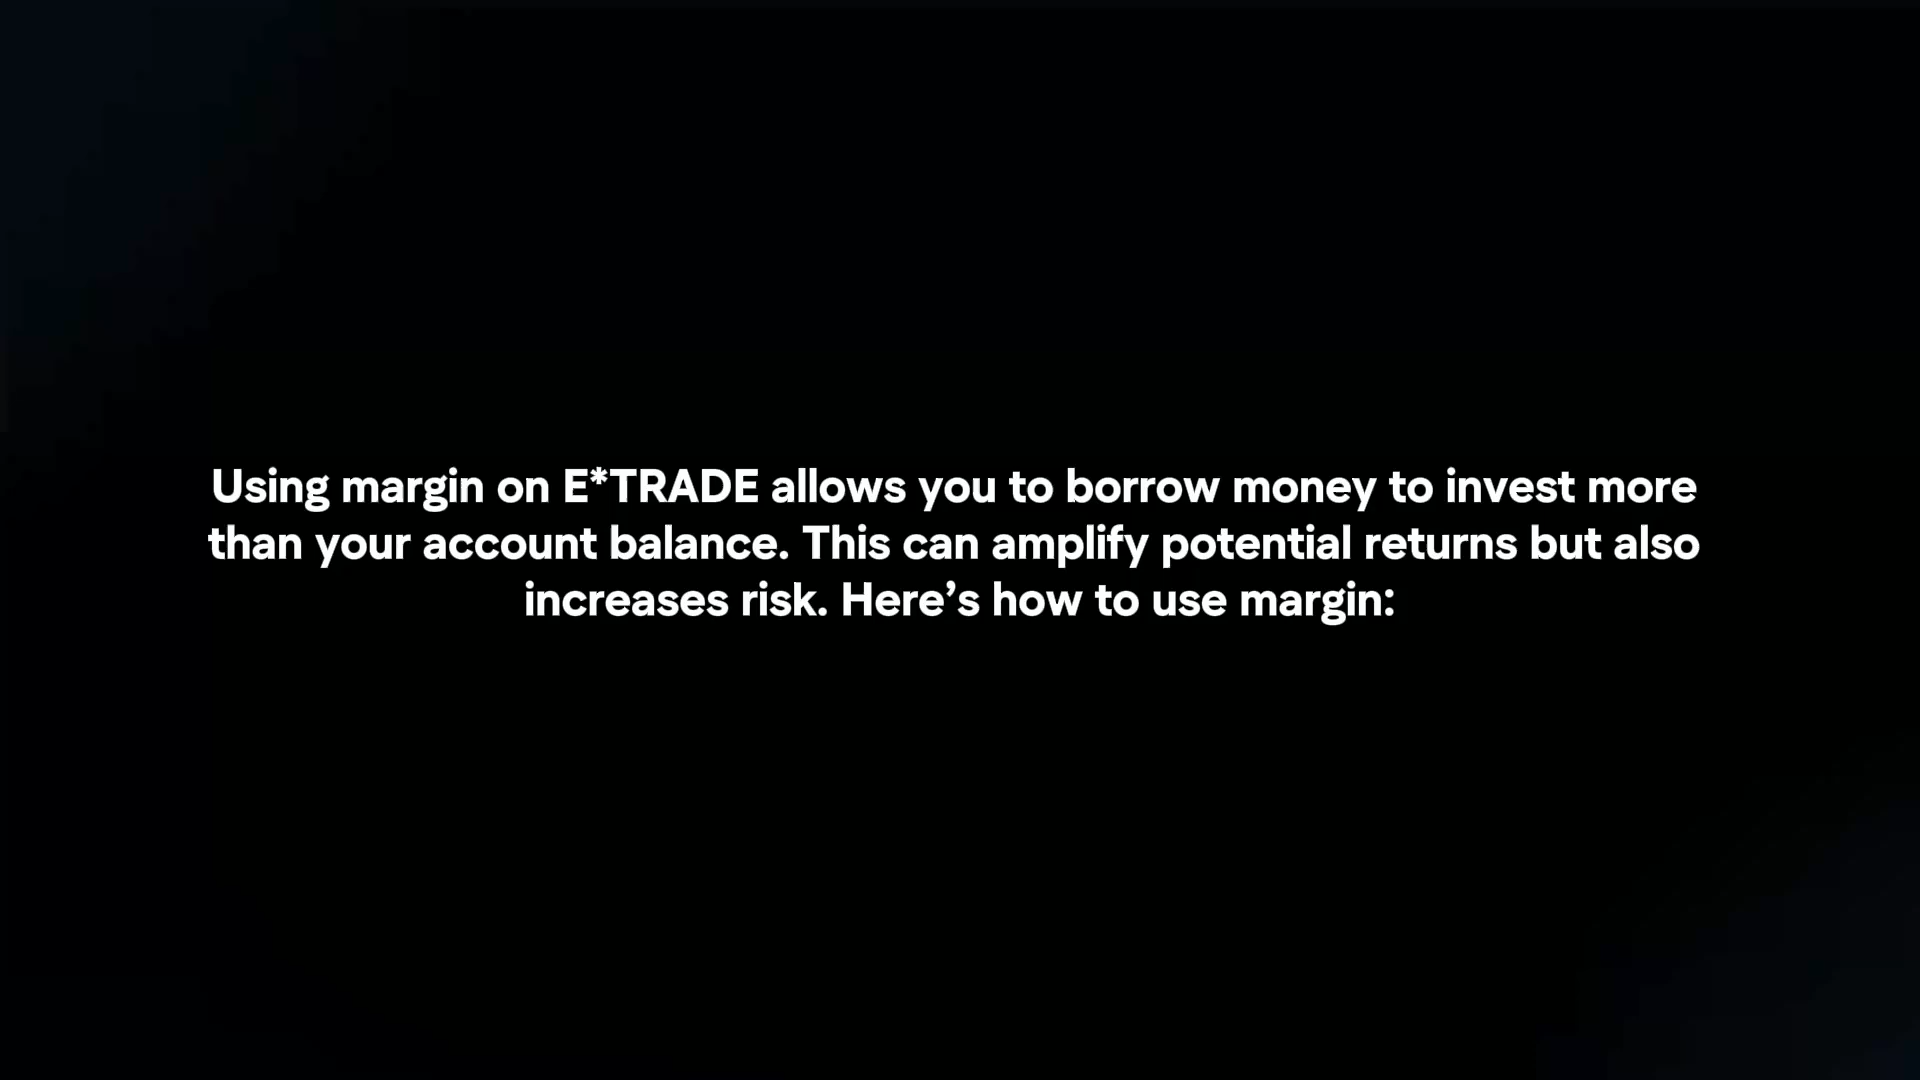 Using margin on E*TRADE allows you to borrow money to invest more
than your account balance. This can amplify potential returns but also
increases risk. Here’s how to use margin: